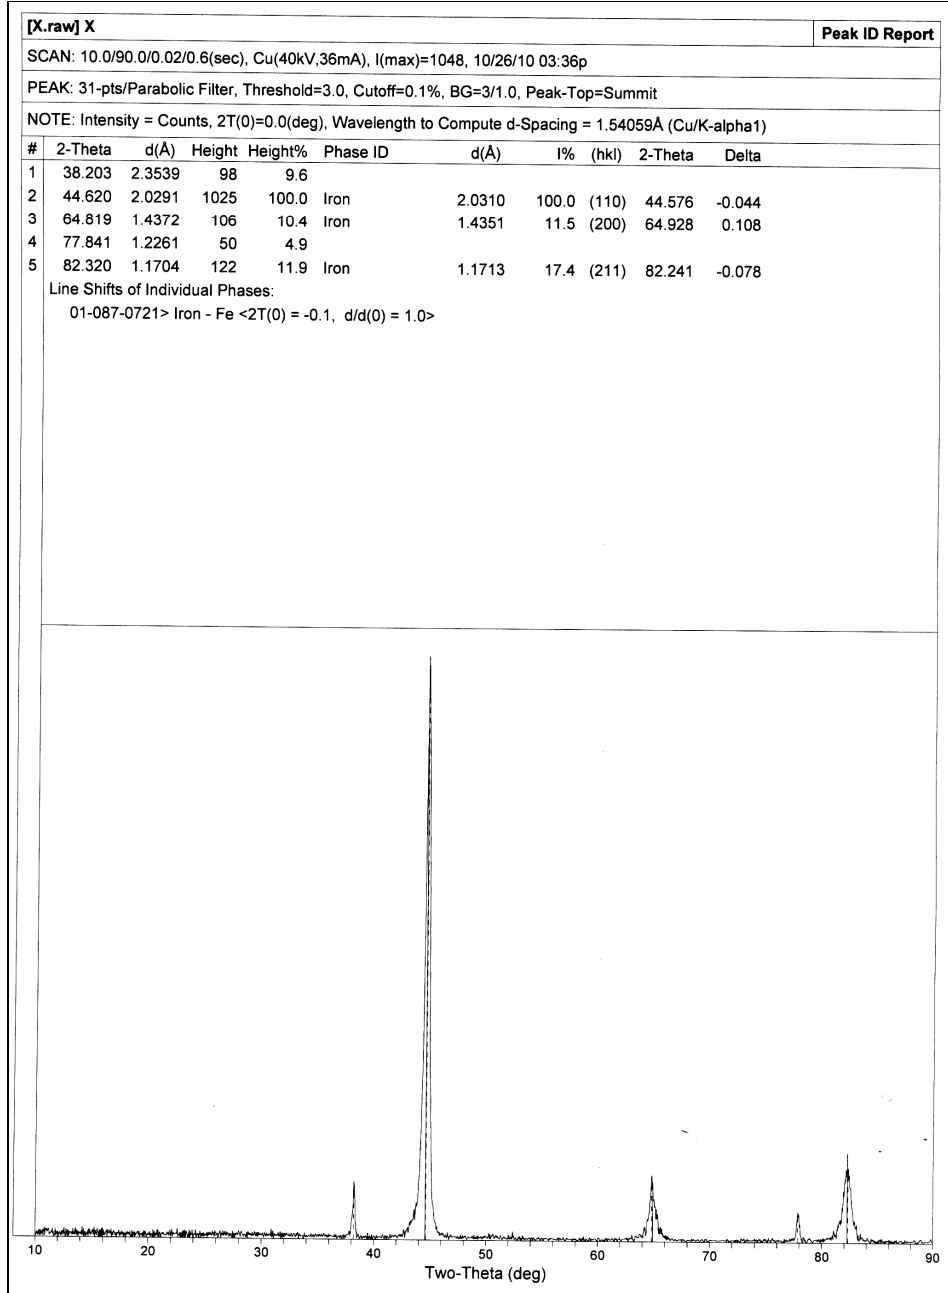 [X.raw] X
Peak ID Report
SCAN: 10.0/90.0/0.02/0.6(sec), Cu(40kV,36mA), I(max)=1048, 10/26/10 03:36p
PEAK: 31-pts/Parabolic Filter, Threshold=3.0, Cutoff=0.1%, BG=3/1.0, Peak-Top=Summit
NOTE: Intensity = Counts, 2T(0)=0.0(deg), Wavelength to Compute d-Spacing = 1.54059Å (Cu/K-alpha1)
# 2-Theta d(Å) Height Height% Phase ID d(Å) I% (hkl) 2-Theta Delta
1 38.203 2.3539 98 9.6
2 44.620 2.0291 1025 100.0 Iron 2.0310 100.0 (110) 44.576 -0.044
3 64.819 1.4372 106 10.4 Iron 1.4351 11.5 (200) 64.928 0.108
4 77.841 1.2261 50 4.9
5 82.320 1.1704 122 11.9 Iron 1.1713 17.4 (211) 82.241 -0.078
Line Shifts of Individual Phases:
01-087-0721> Iron - Fe <2T(0) = -0.1, d/d(0) = 1.0>
10 20 30 40 50 60 70 80 90
Two-Theta (deg)